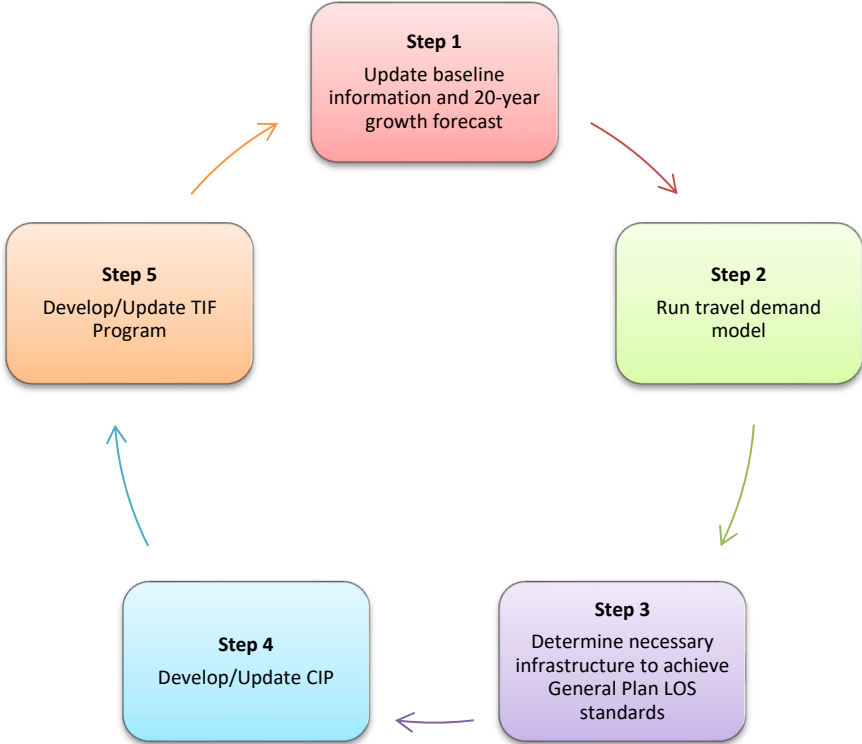 Step 1
Update baseline
information and 20-year
growth forecast
Step 2
Run travel demand
model
Step 3
Determine necessary
infrastructure to achieve
General Plan LOS
standards
Step 4
Develop/Update CIP
Step 5
Develop/Update TIF
Program